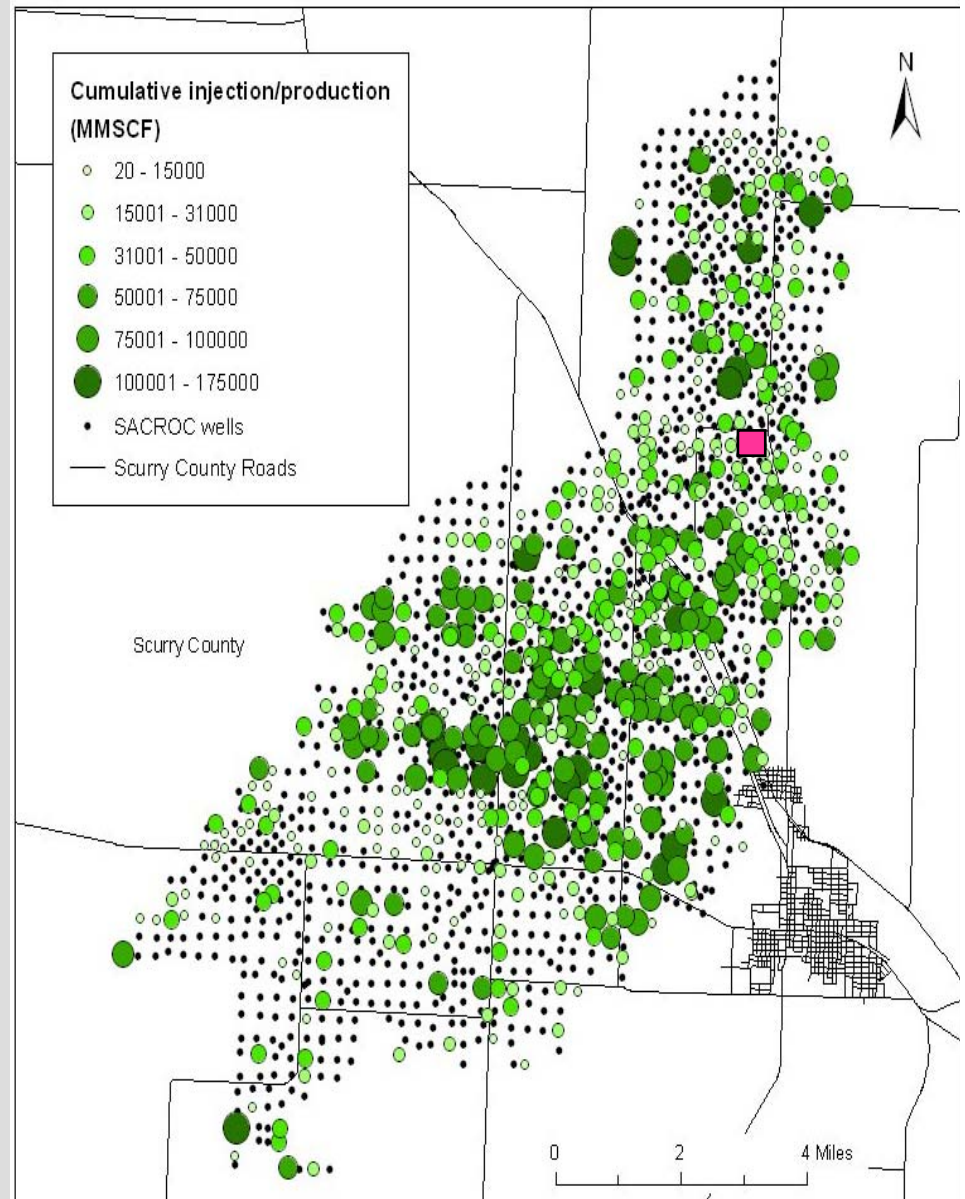 Cumulative injection/production
(MMSCF)
20 - 15000
15001 - 31000
31001 - 50000
50001 - 75000
75001 - 100000
100001 - 175000
SACROC wells
Scurry County Roads
N
Scurry County
0 2 4 Miles